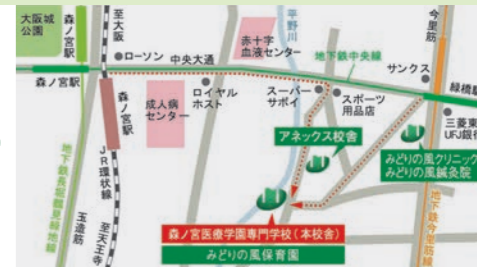 大阪城
公園
森ノ宮
至大阪
ローソン
中央大通
赤十字
血液センター
平野川
地下鉄中央線
今里筋
サンクス
森ノ宮駅
緑橋駅
森ノ宮駅
成人病
センター
ロイヤル
ホスト
スーパー
サボイ
スポーツ
用品店
三菱東
UFJ銀行
アネックス校舎
みどりの風クリニック
みどりの風鍼灸院
JR環状線
地下鉄長堀鶴見緑地線
玉造筋
至天王寺
森ノ宮医療学園専門学校(本校舎)
みどりの風保育園
地下鉄今里筋線